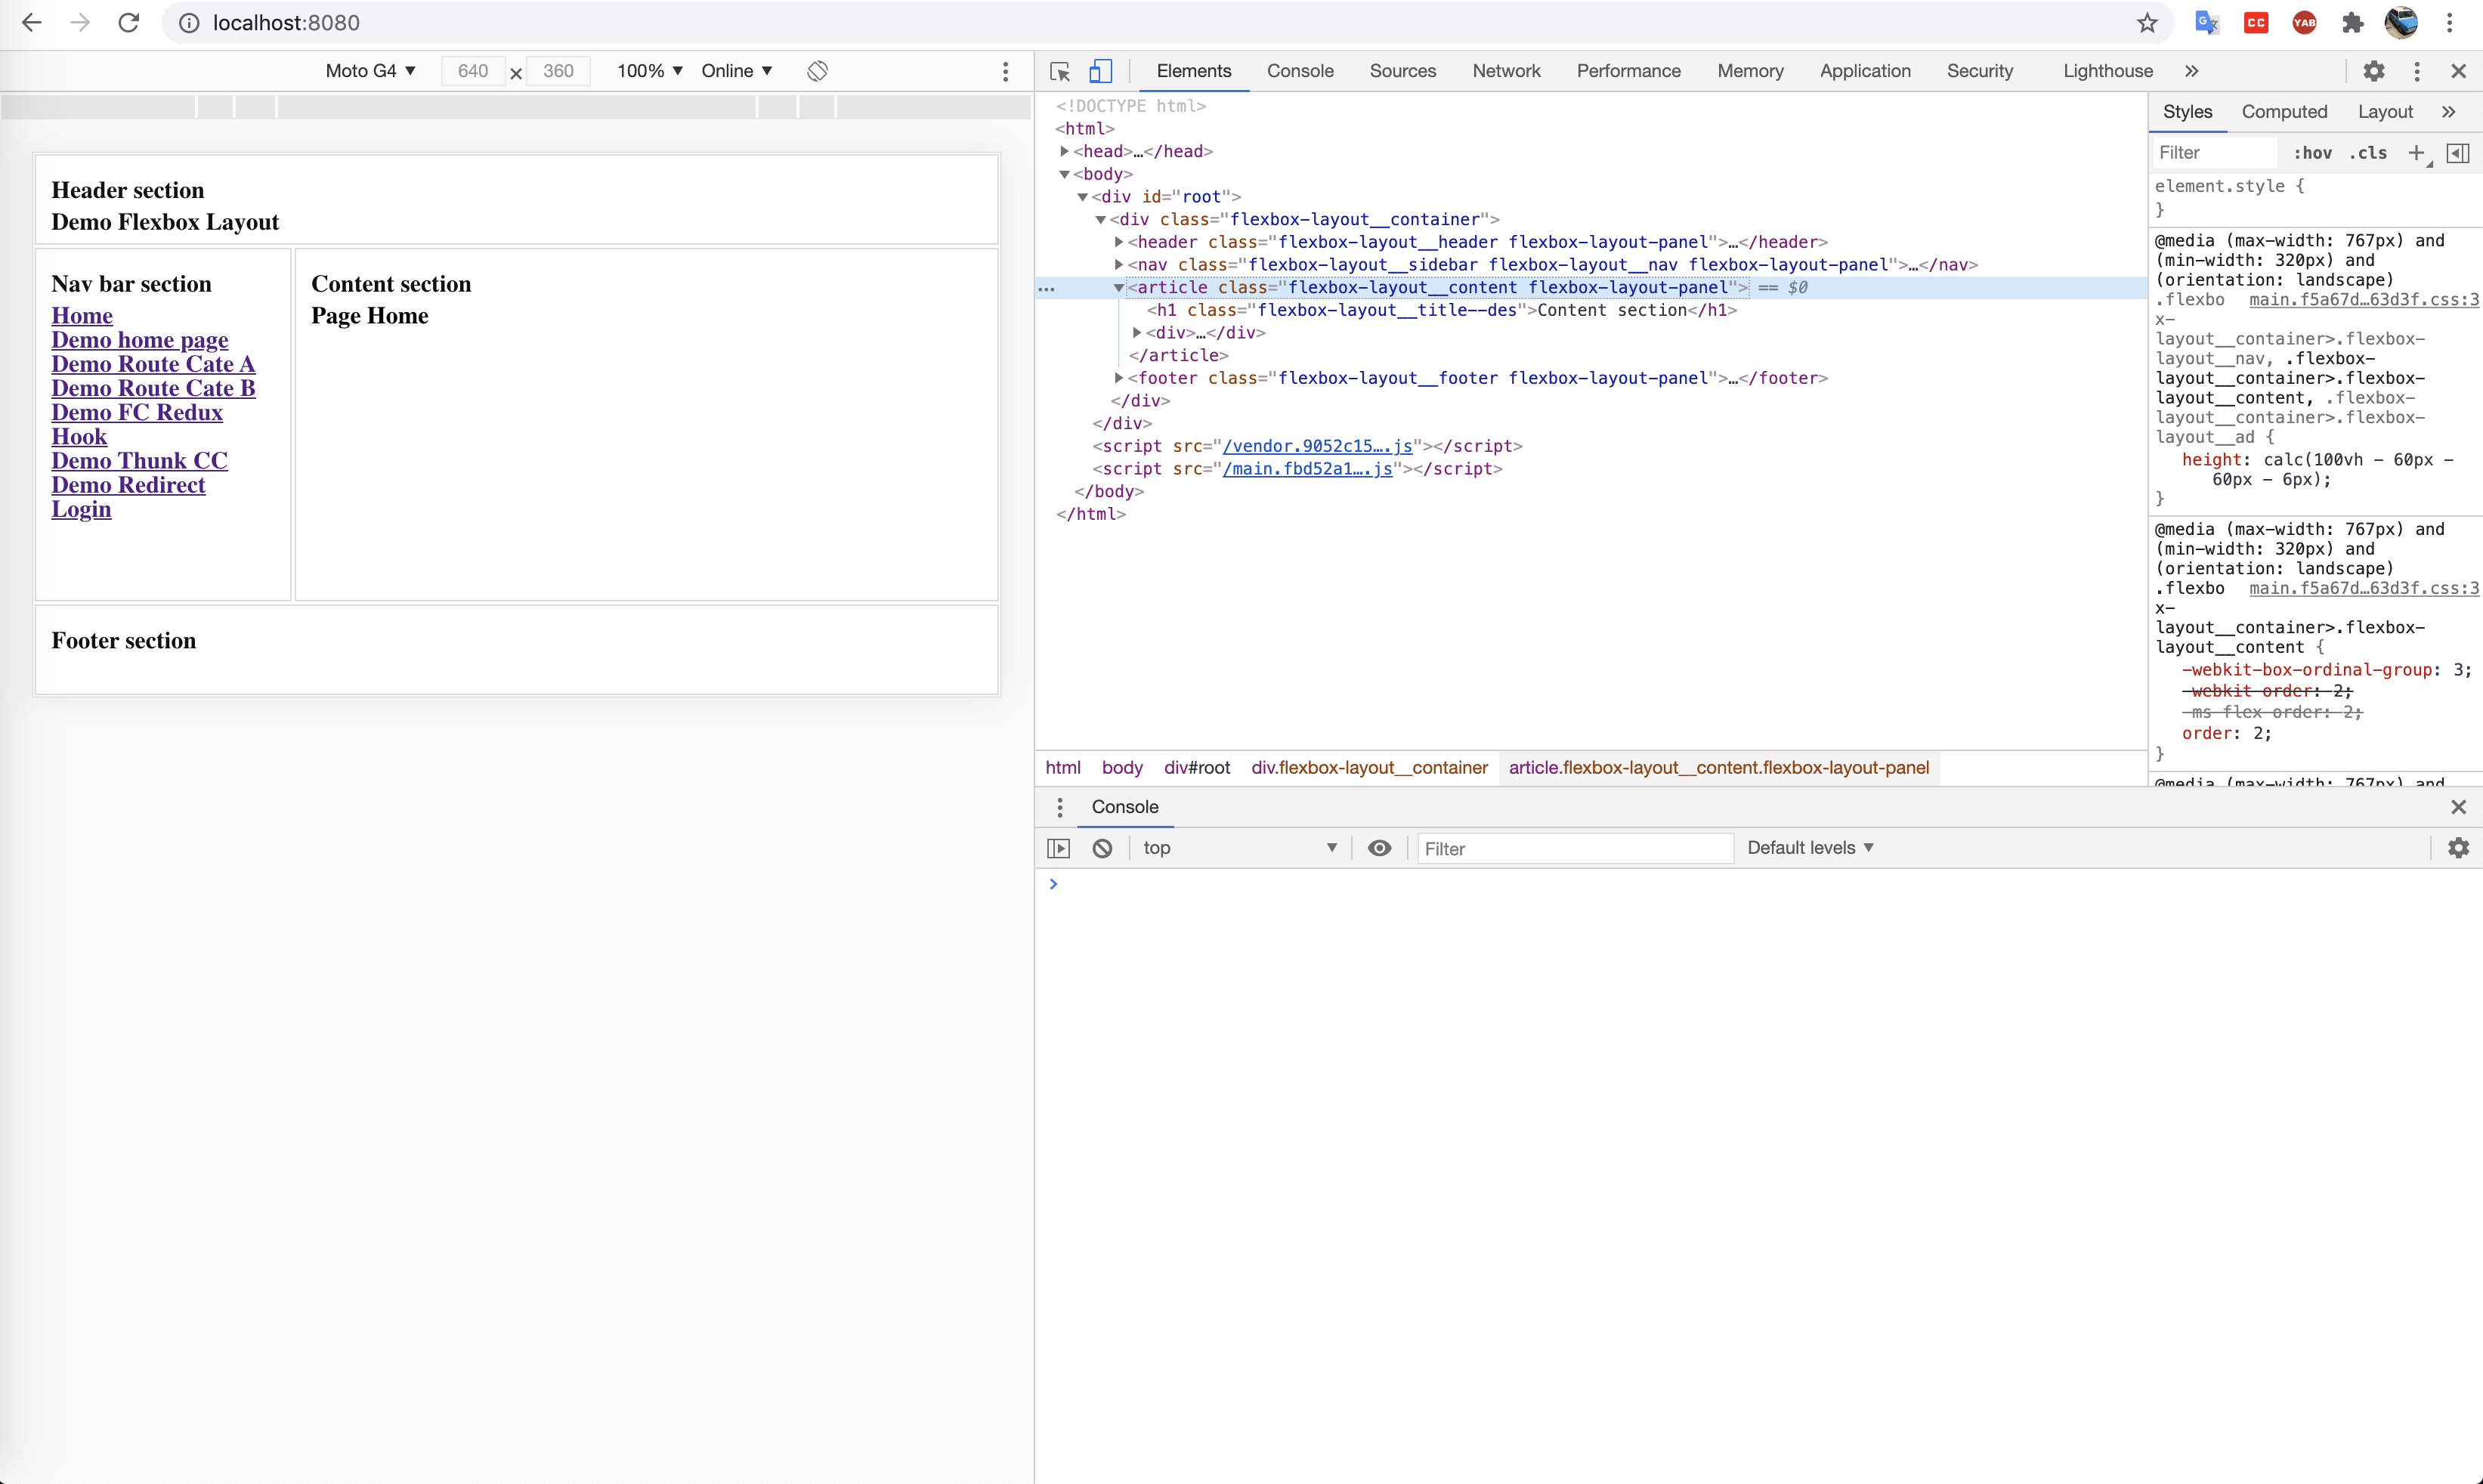 localhost:8080
CC
YAB
Moto G4 ▼ 640 × 360 100% ▼ Online ▼
Elements Console Sources Network Performance Memory Application Security Lighthouse »
Header section
Demo Flexbox Layout
Nav bar section
Home
Demo home page
Demo Route Cate A
Demo Route Cate B
Demo FC Redux
Hook
Demo Thunk CC
Demo Redirect
Login
Content section
Page Home
Footer section
<!DOCTYPE html>
<html>
<head>…</head>
<body>
<div id="root">
<div class="flexbox-layout__container">
<header class="flexbox-layout__header flexbox-layout-panel">…</header>
<nav class="flexbox-layout__sidebar flexbox-layout__nav flexbox-layout-panel">…</nav>
<article class="flexbox-layout__content flexbox-layout-panel"> == $0
<h1 class="flexbox-layout__title--des">Content section</h1>
<div>…</div>
</article>
<footer class="flexbox-layout__footer flexbox-layout-panel">…</footer>
</div>
</div>
<script src="/vendor.9052c15….js"></script>
<script src="/main.fbd52a1….js"></script>
</body>
</html>
html body div#root div.flexbox-layout__container article.flexbox-layout__content.flexbox-layout-panel
Styles Computed Layout »
Filter :hov .cls +
element.style {
}
@media (max-width: 767px) and
(min-width: 320px) and
(orientation: landscape)
.flexbo main.f5a67d…63d3f.css:3
x-
layout__container>.flexbox-
layout__nav, .flexbox-
layout__container>.flexbox-
layout__content, .flexbox-
layout__container>.flexbox-
layout__ad {
height: calc(100vh - 60px -
60px - 6px);
}
@media (max-width: 767px) and
(min-width: 320px) and
(orientation: landscape)
.flexbo main.f5a67d…63d3f.css:3
x-
layout__container>.flexbox-
layout__content {
-webkit-box-ordinal-group: 3;
-webkit-order: 2;
-ms-flex-order: 2;
order: 2;
}
@media (max-width: 767px) and
Console
top ▼ Filter Default levels ▼